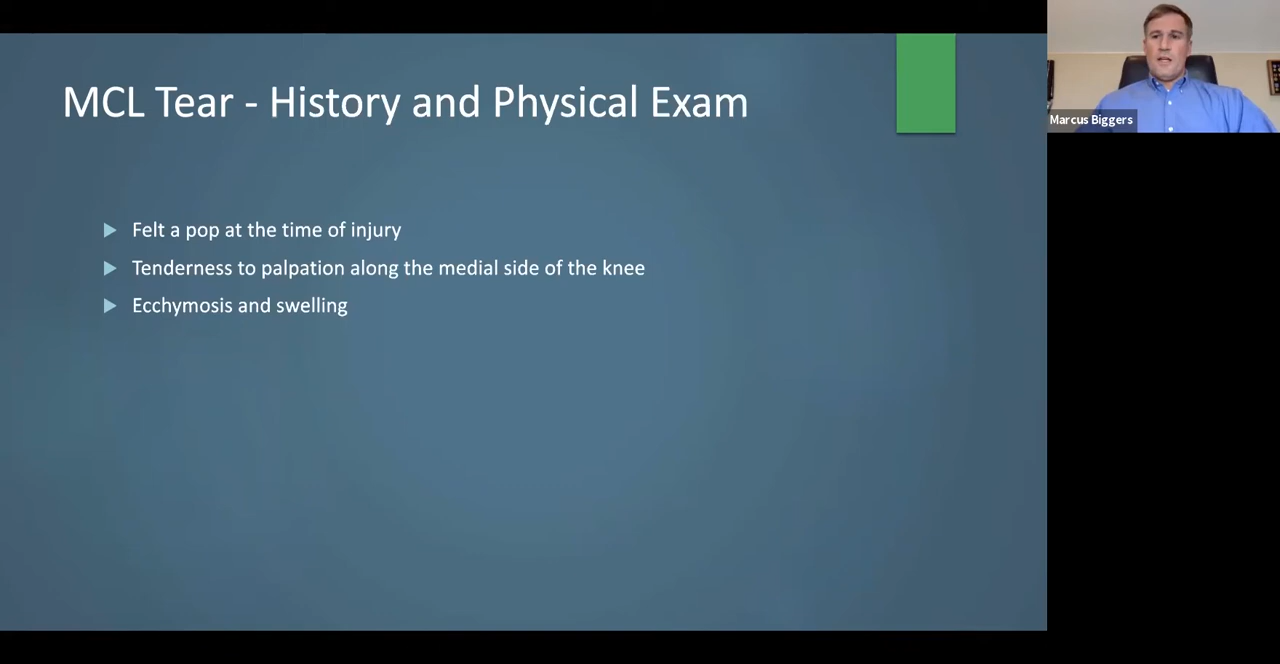 MCL Tear - History and Physical Exam
Marcus Biggers
Felt a pop at the time of injury
Tenderness to palpation along the medial side of the knee
Ecchymosis and swelling